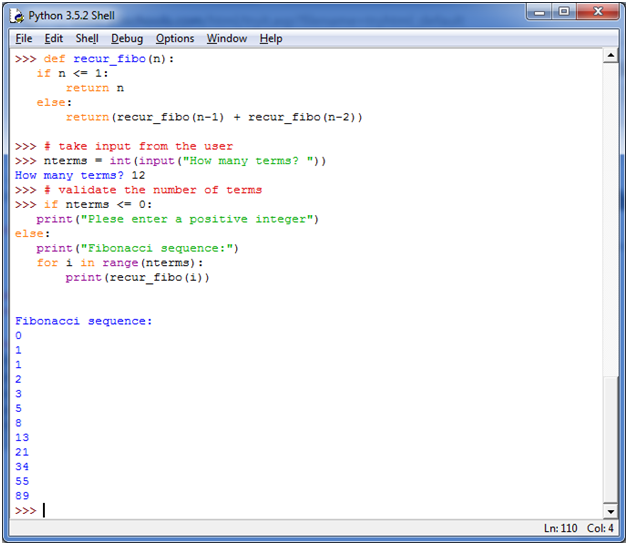 Python 3.5.2 Shell
File Edit Shell Debug Options Window Help
>>> def recur_fibo(n):
   if n <= 1:
       return n
   else:
       return(recur_fibo(n-1) + recur_fibo(n-2))
>>> # take input from the user
>>> nterms = int(input("How many terms? "))
How many terms? 12
>>> # validate the number of terms
>>> if nterms <= 0:
   print("Plese enter a positive integer")
else:
   print("Fibonacci sequence:")
   for i in range(nterms):
       print(recur_fibo(i))
Fibonacci sequence:
0
1
1
2
3
5
8
13
21
34
55
89
>>>
Ln: 110 Col: 4